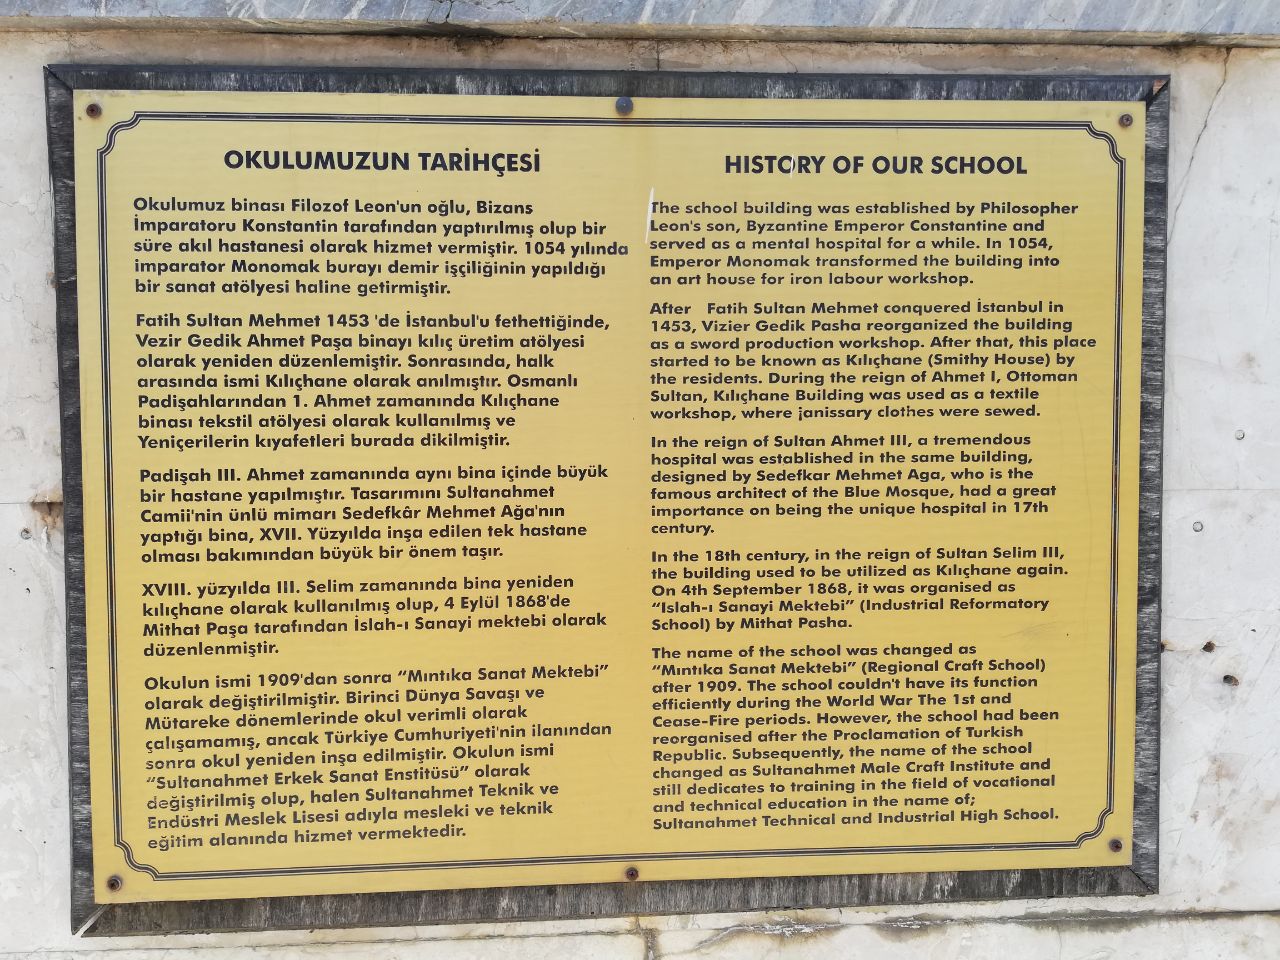 OKULUMUZUN TARİHÇESİ
Okulumuz binası Filozof Leon'un oğlu, Bizans
İmparatoru Konstantin tarafından yaptırılmış olup bir
süre akıl hastanesi olarak hizmet vermiştir. 1054 yılında
imparator Monomak burayı demir işçiliğinin yapıldığı
bir sanat atölyesi haline getirmiştir.
Fatih Sultan Mehmet 1453 'de İstanbul'u fethettiğinde,
Vezir Gedik Ahmet Paşa binayı kılıç üretim atölyesi
olarak yeniden düzenlemiştir. Sonrasında, halk
arasında ismi Kılıçhane olarak anılmıştır. Osmanlı
Padişahlarından 1. Ahmet zamanında Kılıçhane
binası tekstil atölyesi olarak kullanılmış ve
Yeniçerilerin kıyafetleri burada dikilmiştir.
Padişah III. Ahmet zamanında aynı bina içinde büyük
bir hastane yapılmıştır. Tasarımını Sultanahmet
Camii'nin ünlü mimarı Sedefkâr Mehmet Ağa'nın
yaptığı bina, XVII. Yüzyılda inşa edilen tek hastane
olması bakımından büyük bir önem taşır.
XVIII. yüzyılda III. Selim zamanında bina yeniden
kılıçhane olarak kullanılmış olup, 4 Eylül 1868'de
Mithat Paşa tarafından İslah-ı Sanayi mektebi olarak
düzenlenmiştir.
Okulun ismi 1909'dan sonra “Mıntıka Sanat Mektebi”
olarak değiştirilmiştir. Birinci Dünya Savaşı ve
Mütareke dönemlerinde okul verimli olarak
çalışamamış, ancak Türkiye Cumhuriyeti'nin ilanından
sonra okul yeniden inşa edilmiştir. Okulun ismi
“Sultanahmet Erkek Sanat Enstitüsü” olarak
değiştirilmiş olup, halen Sultanahmet Teknik ve
Endüstri Meslek Lisesi adıyla mesleki ve teknik
eğitim alanında hizmet vermektedir.
HISTORY OF OUR SCHOOL
The school building was established by Philosopher
Leon's son, Byzantine Emperor Constantine and
served as a mental hospital for a while. In 1054,
Emperor Monomak transformed the building into
an art house for iron labour workshop.
After Fatih Sultan Mehmet conquered İstanbul in
1453, Vizier Gedik Pasha reorganized the building
as a sword production workshop. After that, this place
started to be known as Kılıçhane (Smithy House) by
the residents. During the reign of Ahmet I, Ottoman
Sultan, Kılıçhane Building was used as a textile
workshop, where janissary clothes were sewed.
In the reign of Sultan Ahmet III, a tremendous
hospital was established in the same building,
designed by Sedefkar Mehmet Aga, who is the
famous architect of the Blue Mosque, had a great
importance on being the unique hospital in 17th
century.
In the 18th century, in the reign of Sultan Selim III,
the building used to be utilized as Kılıçhane again.
On 4th September 1868, it was organised as
“Islah-ı Sanayi Mektebi” (Industrial Reformatory
School) by Mithat Pasha.
The name of the school was changed as
“Mıntıka Sanat Mektebi” (Regional Craft School)
after 1909. The school couldn't have its function
efficiently during the World War The 1st and
Cease-Fire periods. However, the school had been
reorganised after the Proclamation of Turkish
Republic. Subsequently, the name of the school
changed as Sultanahmet Male Craft Institute and
still dedicates to training in the field of vocational
and technical education in the name of;
Sultanahmet Technical and Industrial High School.